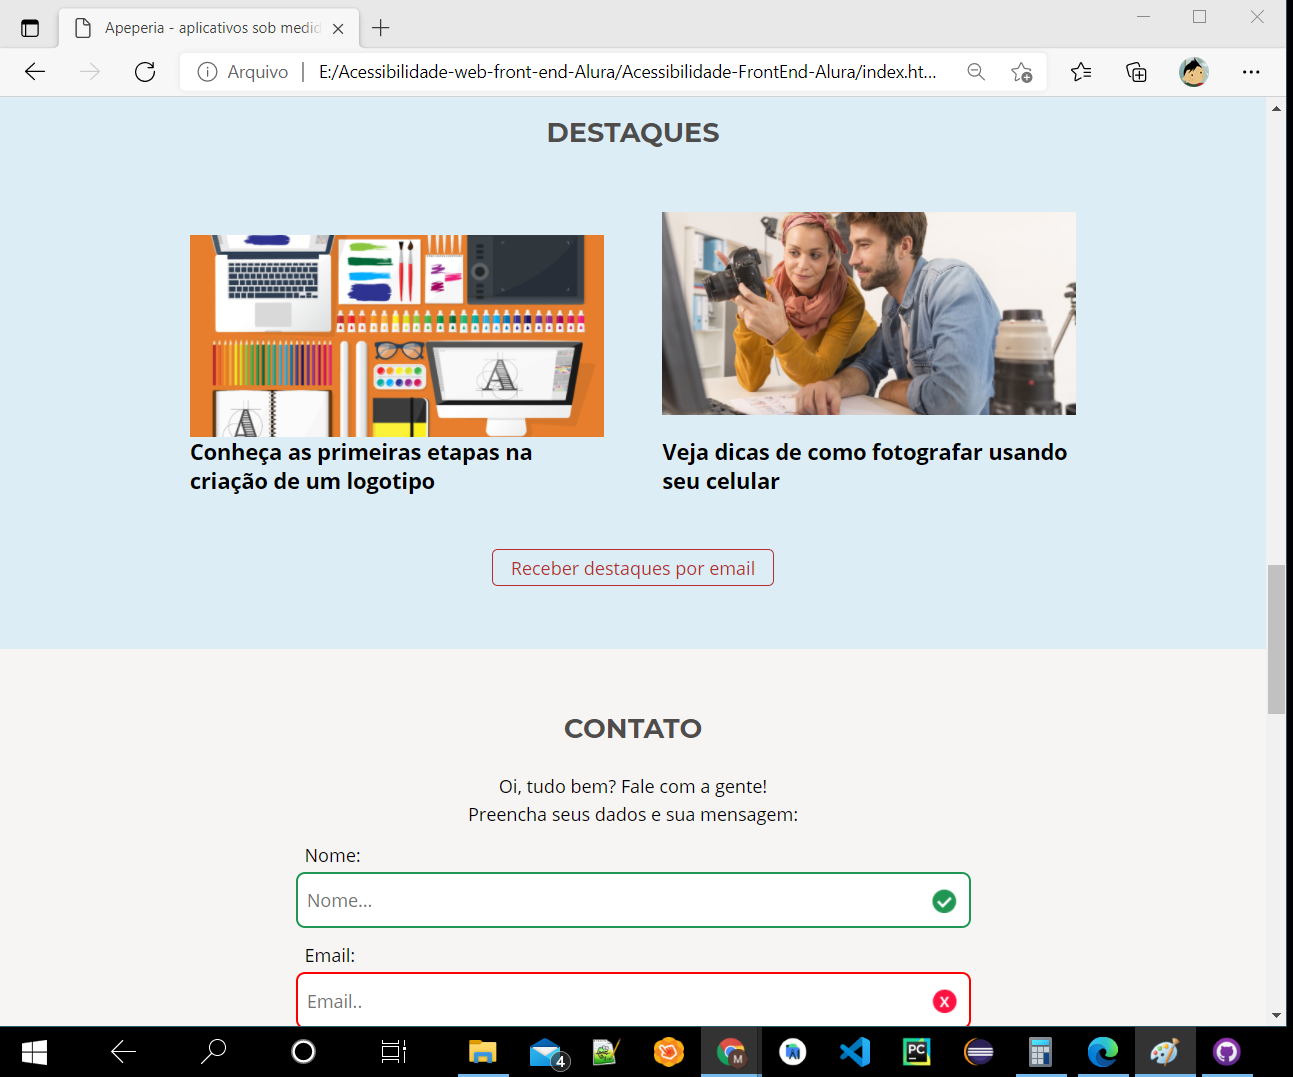 Apeperia - aplicativos sob medid
Arquivo | E:/Acessibilidade-web-front-end-Alura/Acessibilidade-FrontEnd-Alura/index.ht...
DESTAQUES
A
A
Conheça as primeiras etapas na
criação de um logotipo
Veja dicas de como fotografar usando
seu celular
Receber destaques por email
CONTATO
Oi, tudo bem? Fale com a gente!
Preencha seus dados e sua mensagem:
Nome:
Nome...
Email:
Email..
X
4
M
PC